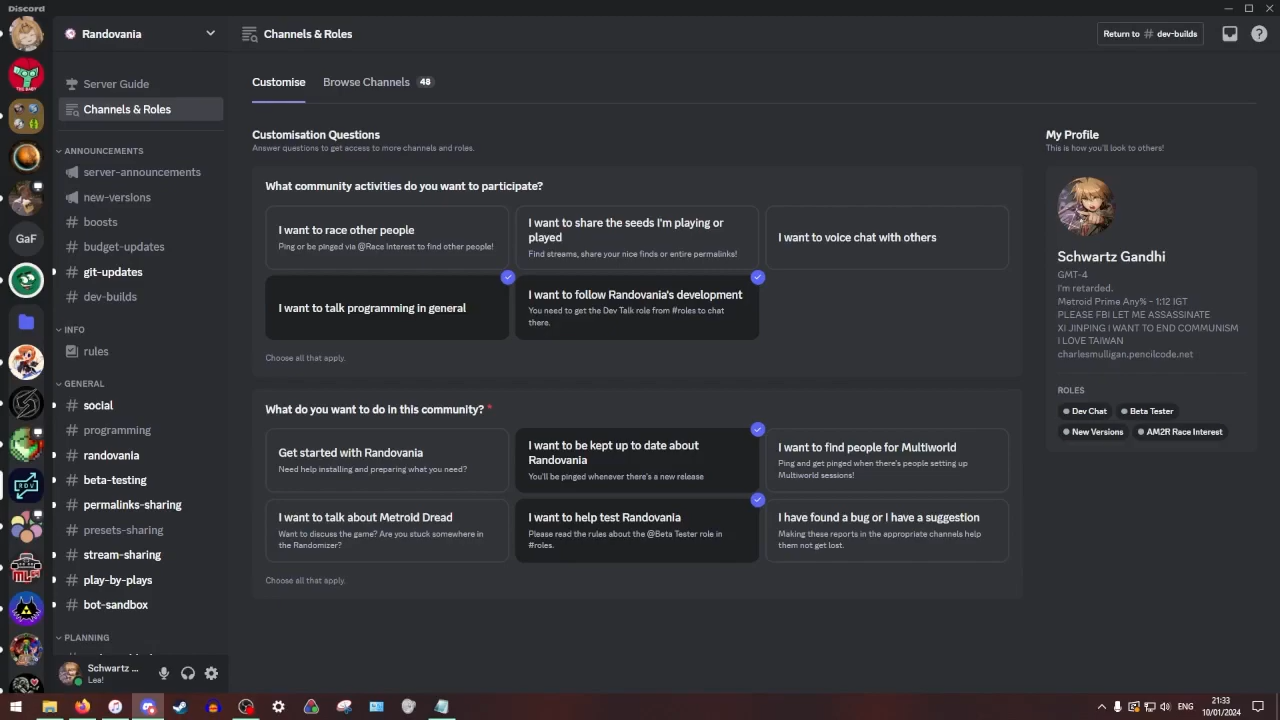 Discord
Randovania
Channels & Roles
Return to # dev-builds
Server Guide
Channels & Roles
ANNOUNCEMENTS
server-announcements
new-versions
boosts
budget-updates
git-updates
dev-builds
INFO
rules
GENERAL
social
programming
randovania
beta-testing
permalinks-sharing
presets-sharing
stream-sharing
play-by-plays
bot-sandbox
PLANNING
Schwartz ...
Lea!
GaF
THE BABY
RDV
Customise
Browse Channels 48
Customisation Questions
Answer questions to get access to more channels and roles.
What community activities do you want to participate?
I want to race other people
Ping or be pinged via @Race Interest to find other people!
I want to share the seeds I'm playing or
played
Find streams, share your nice finds or entire permalinks!
I want to voice chat with others
I want to talk programming in general
I want to follow Randovania's development
You need to get the Dev Talk role from #roles to chat
there.
Choose all that apply.
What do you want to do in this community? *
Get started with Randovania
Need help installing and preparing what you need?
I want to be kept up to date about
Randovania
You'll be pinged whenever there's a new release
I want to find people for Multiworld
Ping and get pinged when there's people setting up
Multiworld sessions!
I want to talk about Metroid Dread
Want to discuss the game? Are you stuck somewhere in
the Randomizer?
I want to help test Randovania
Please read the rules about the @Beta Tester role in
#roles.
I have found a bug or I have a suggestion
Making these reports in the appropriate channels help
them not get lost.
Choose all that apply.
My Profile
This is how you'll look to others!
Schwartz Gandhi
GMT-4
I'm retarded.
Metroid Prime Any% - 1:12 IGT
PLEASE FBI LET ME ASSASSINATE
XI JINPING I WANT TO END COMMUNISM
I LOVE TAIWAN
charlesmulligan.pencilcode.net
ROLES
Dev Chat
Beta Tester
New Versions
AM2R Race Interest
ENG
21:33
10/01/2024